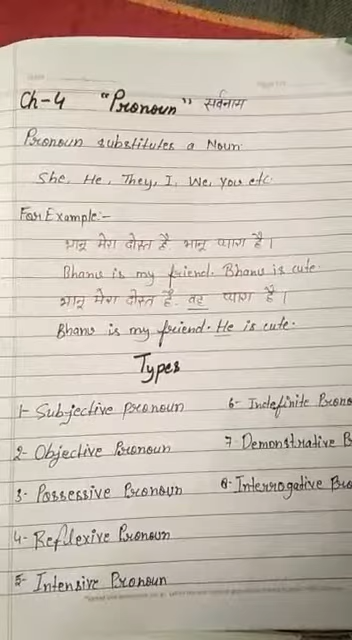 Ch-4 "Pronoun" सर्वनाम
Pronoun substitutes a Noun.
She, He, They, I, We, You etc.
For Example:-
भानू मेरा दोस्त है. भानू प्यारा है।
Bhanu is my friend. Bhanu is cute.
भानू मेरा दोस्त है. वह प्यारा है।
Bhanu is my friend. He is cute.
Types
1- Subjective pronoun
2- Objective Pronoun
3- Possessive Pronoun
4- Reflexive Pronoun
5- Intensive Pronoun
6- Indefinite Prono
7 Demonstrative P
8- Interrogative Pro